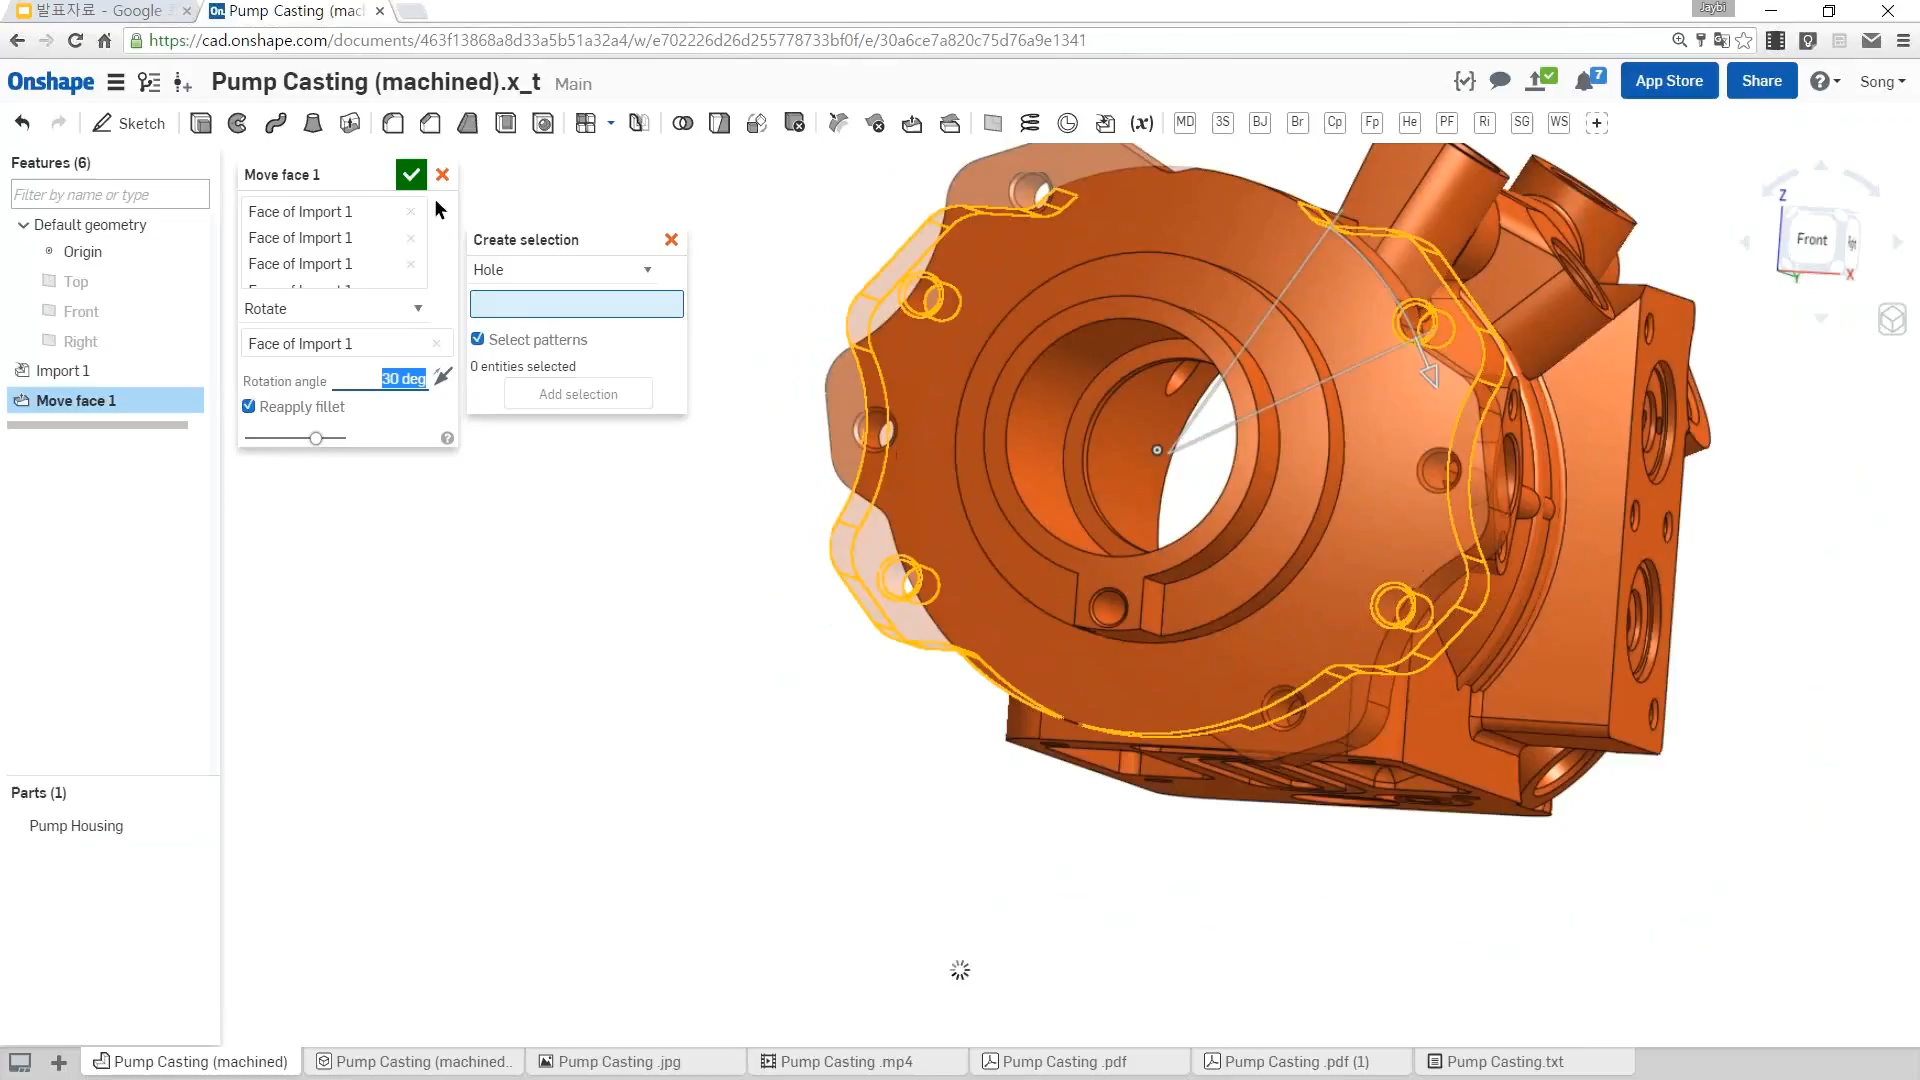 발표자료 - Google
Pump Casting (mac
Jaybi
https://cad.onshape.com/documents/463f13868a8d33a5b51a32a4/w/e702226d26d255778733bf0f/e/30a6ce7a820c75d76a9e1341
Onshape
Pump Casting (machined).x_t Main
7
App Store
Share
Song
Sketch
(x)
MD 3S BJ Br Cp Fp He PF Ri SG WS
Features (6)
Filter by name or type
Default geometry
Origin
Top
Front
Right
Import 1
Move face 1
Parts (1)
Pump Housing
Move face 1
Face of Import 1
Face of Import 1
Face of Import 1
Rotate
Face of Import 1
Rotation angle 30 deg
Reapply fillet
Create selection
Hole
Select patterns
0 entities selected
Add selection
Z
Front
X
Y
Pump Casting (machined)
Pump Casting (machined..
Pump Casting .jpg
Pump Casting .mp4
Pump Casting .pdf
Pump Casting .pdf (1)
Pump Casting.txt